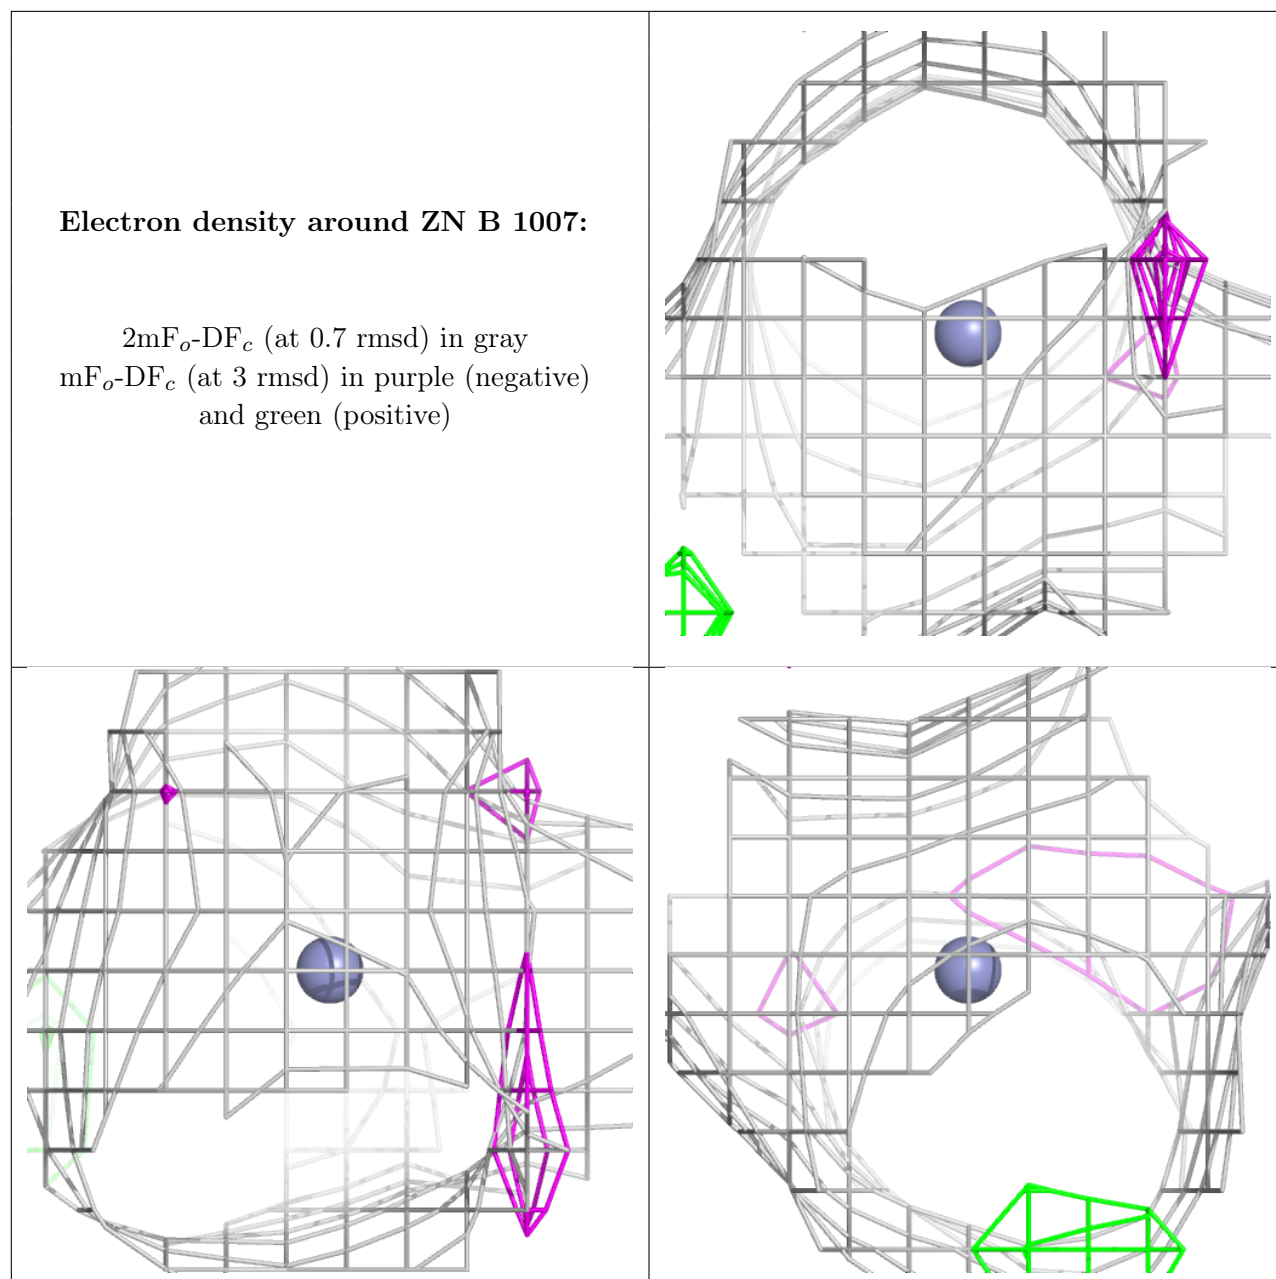 Electron density around ZN B 1007:
2mFo-DFc (at 0.7 rmsd) in gray
mFo-DFc (at 3 rmsd) in purple (negative)
and green (positive)